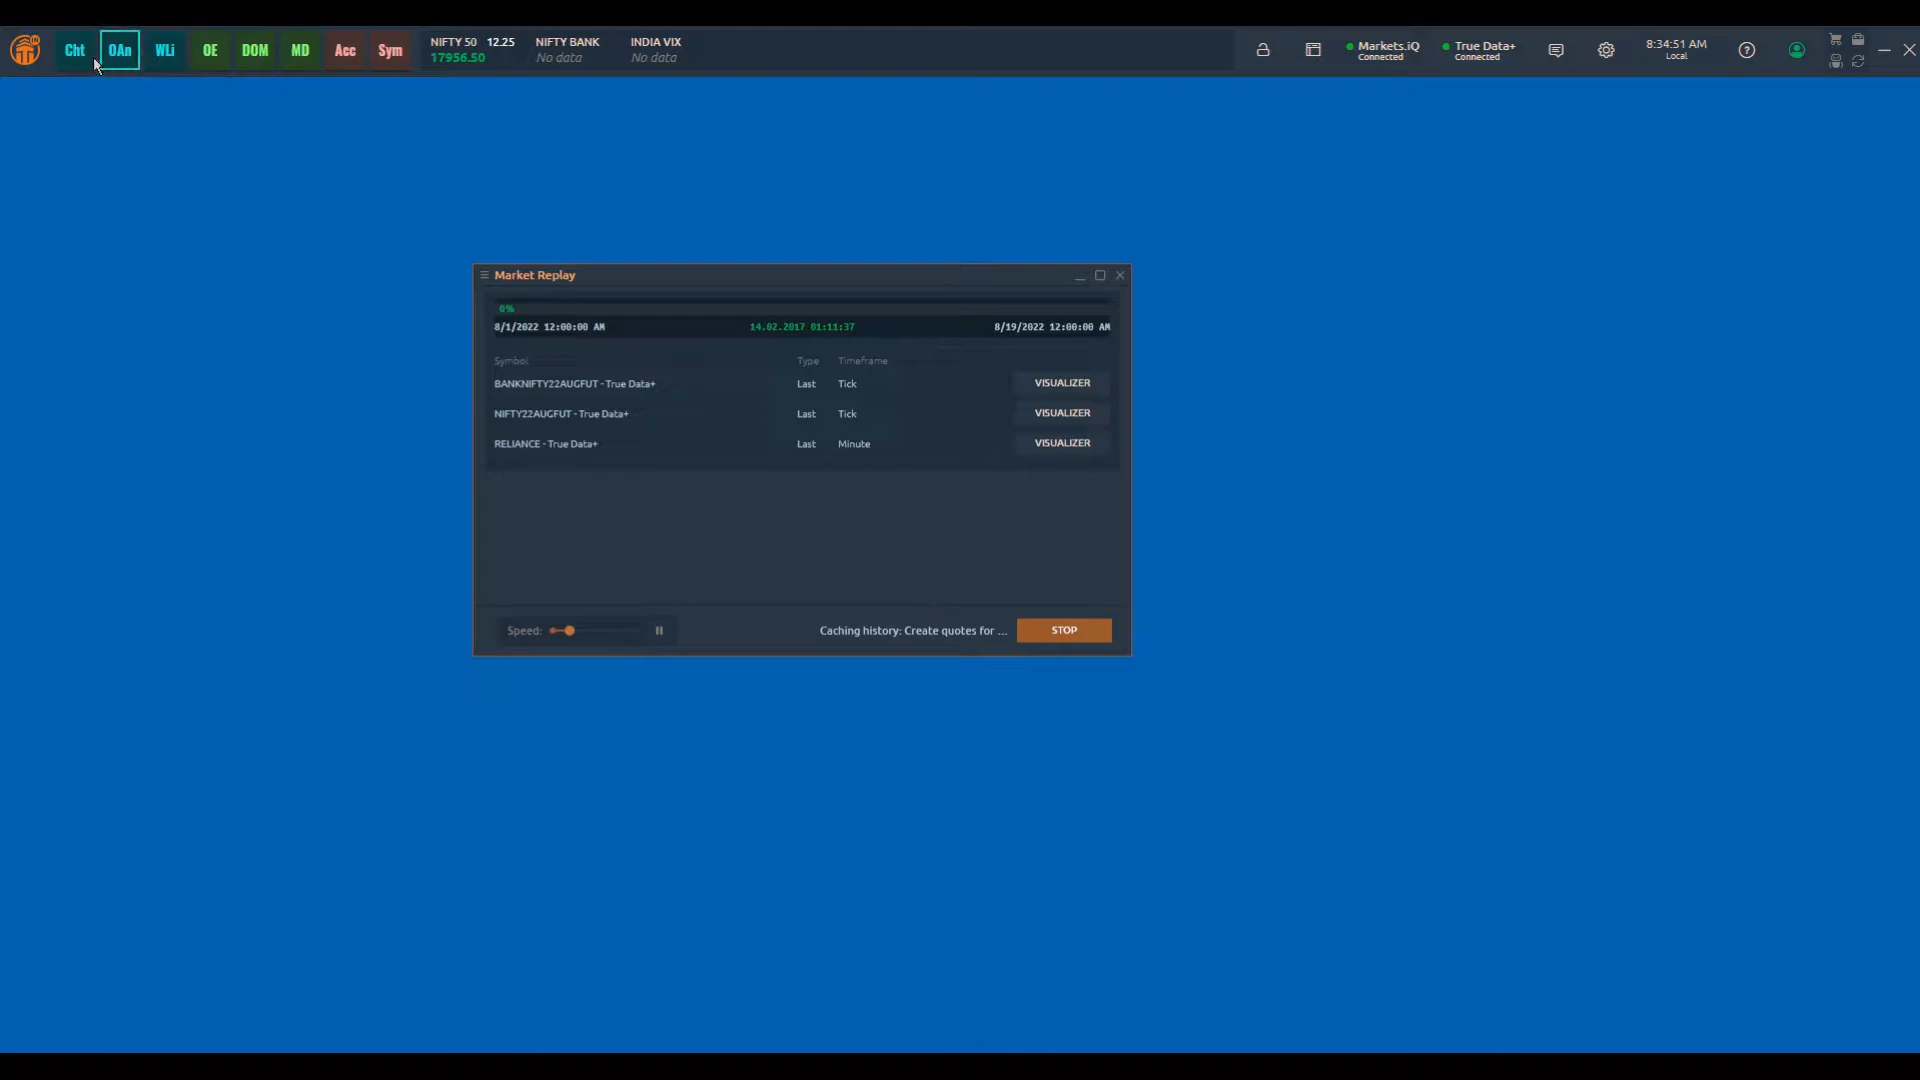 IN
Cht OAn WLi OE DOM MD Acc Sym
NIFTY 50 12.25 NIFTY BANK INDIA VIX
17956.50 No data No data
Markets.iQ
Connected
True Data+
Connected
8:34:51 AM
Local
Market Replay
0%
8/1/2022 12:00:00 AM 14.02.2017 01:11:37 8/19/2022 12:00:00 AM
Symbol Type Timeframe
BANKNIFTY22AUGFUT - True Data+ Last Tick VISUALIZER
NIFTY22AUGFUT - True Data+ Last Tick VISUALIZER
RELIANCE - True Data+ Last Minute VISUALIZER
Speed: Caching history: Create quotes for ... STOP